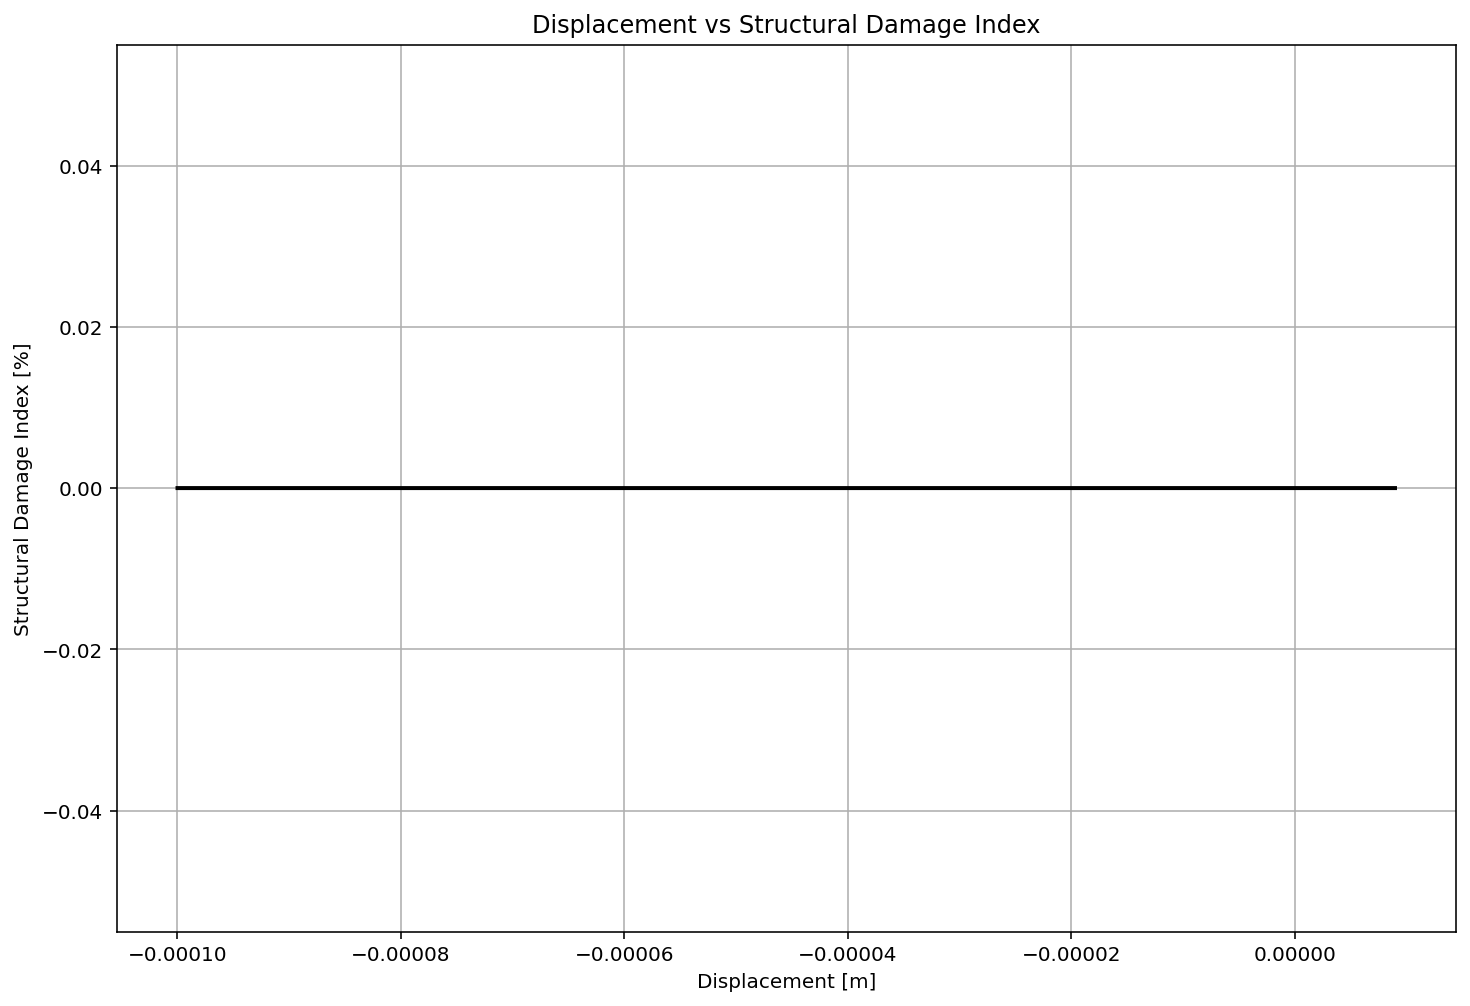 Displacement vs Structural Damage Index
Structural Damage Index [%]
0.04
0.02
0.00
−0.02
−0.04
−0.00010 −0.00008 −0.00006 −0.00004 −0.00002 0.00000
Displacement [m]